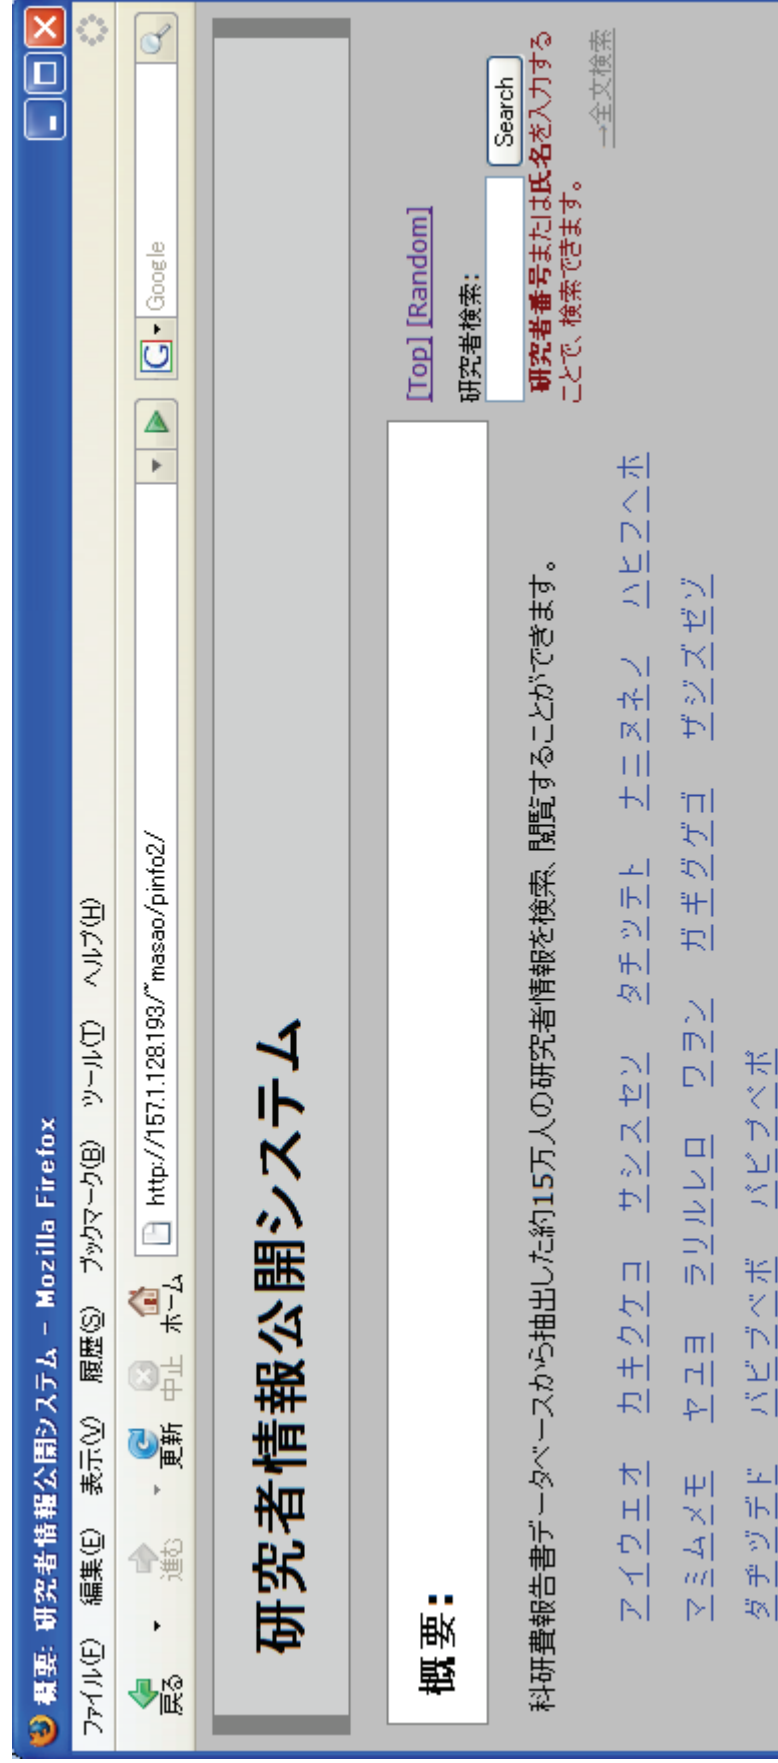 概要: 研究者情報公開システム - Mozilla Firefox
ファイル(F) 編集(E) 表示(V) 履歴(S) ブックマーク(B) ツール(T) ヘルプ(H)
戻る 進む 更新 中止 ホーム http://157.1.128.193/~masao/pinfo2/ Google
研究者情報公開システム
概要:
[Top] [Random]
研究者検索:
Search
研究者番号または氏名を入力する
ことで、検索できます。
→全文検索
科研費報告書データベースから抽出した約15万人の研究者情報を検索、閲覧することができます。
アイウエオ カキクケコ サシスセソ タチツテト ナニヌネノ ハヒフヘホ
マミムメモ ヤユヨ ラリルレロ ワヲン ガギグゲゴ ザジズゼゾ
ダヂヅデド バビブベボ パピプペポ